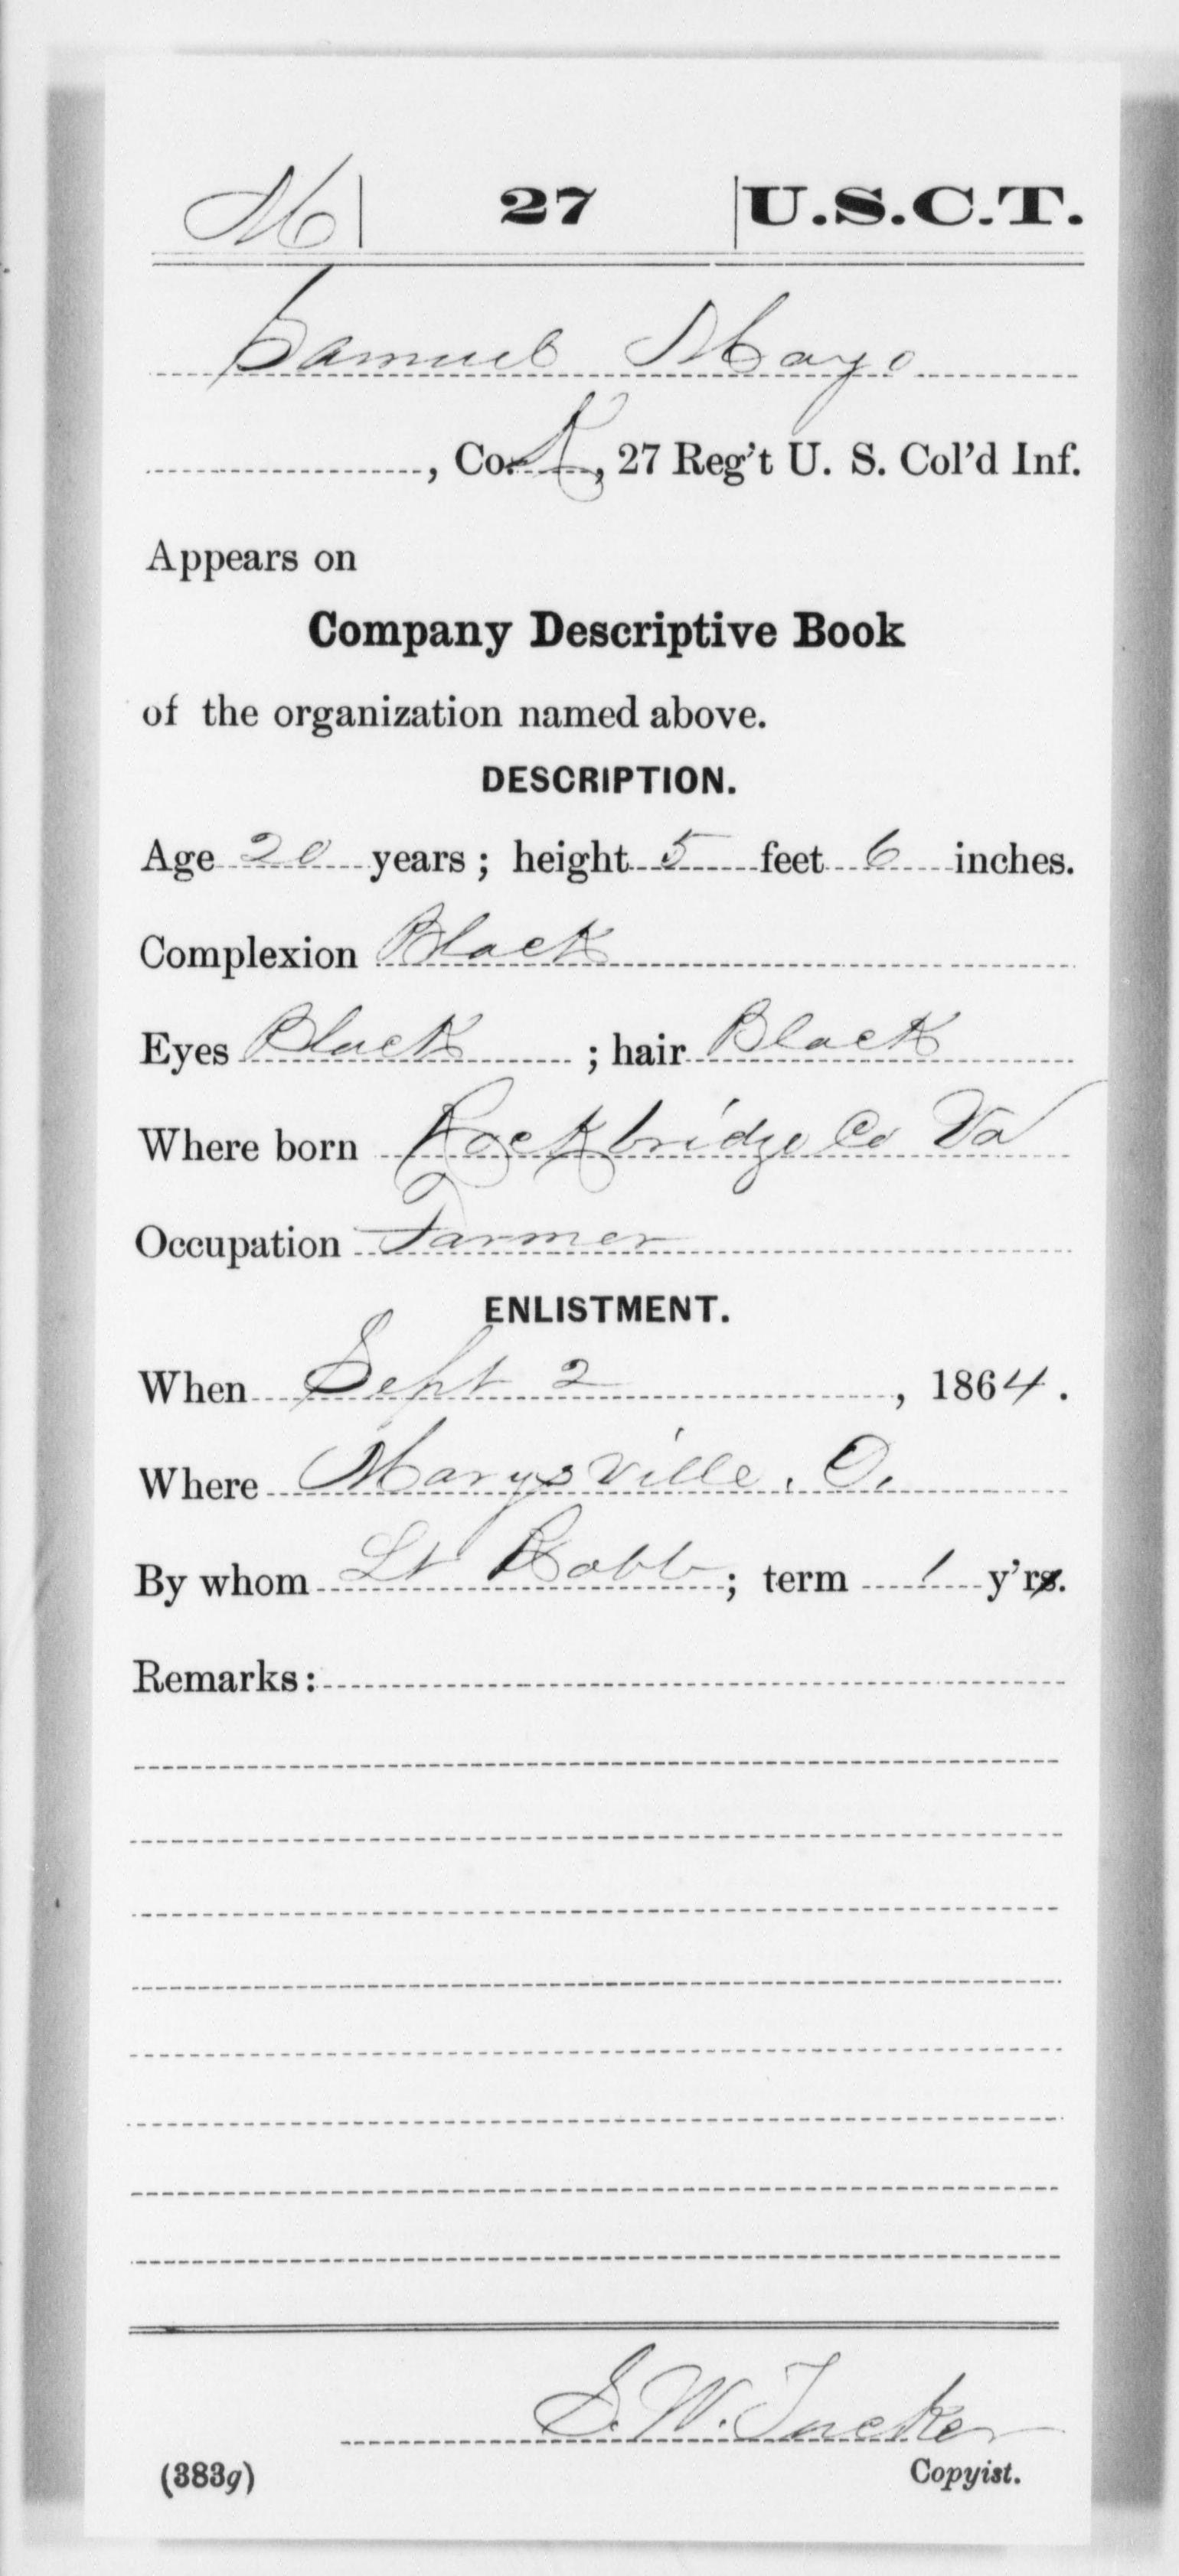 M | 27 | U.S.C.T.
Samuel Mayo
, Co. K, 27 Reg't U. S. Col'd Inf.
Appears on
Company Descriptive Book
of the organization named above.
DESCRIPTION.
Age 20 years; height 5 feet 6 inches.
Complexion Black
Eyes Black ; hair Black
Where born Rockbridge Co Va
Occupation Farmer
ENLISTMENT.
When Sept 2, 1864.
Where Marysville, O.
By whom Lt Robb; term 1 y'rs.
Remarks:
S. W. Tucker
(383g) Copyist.